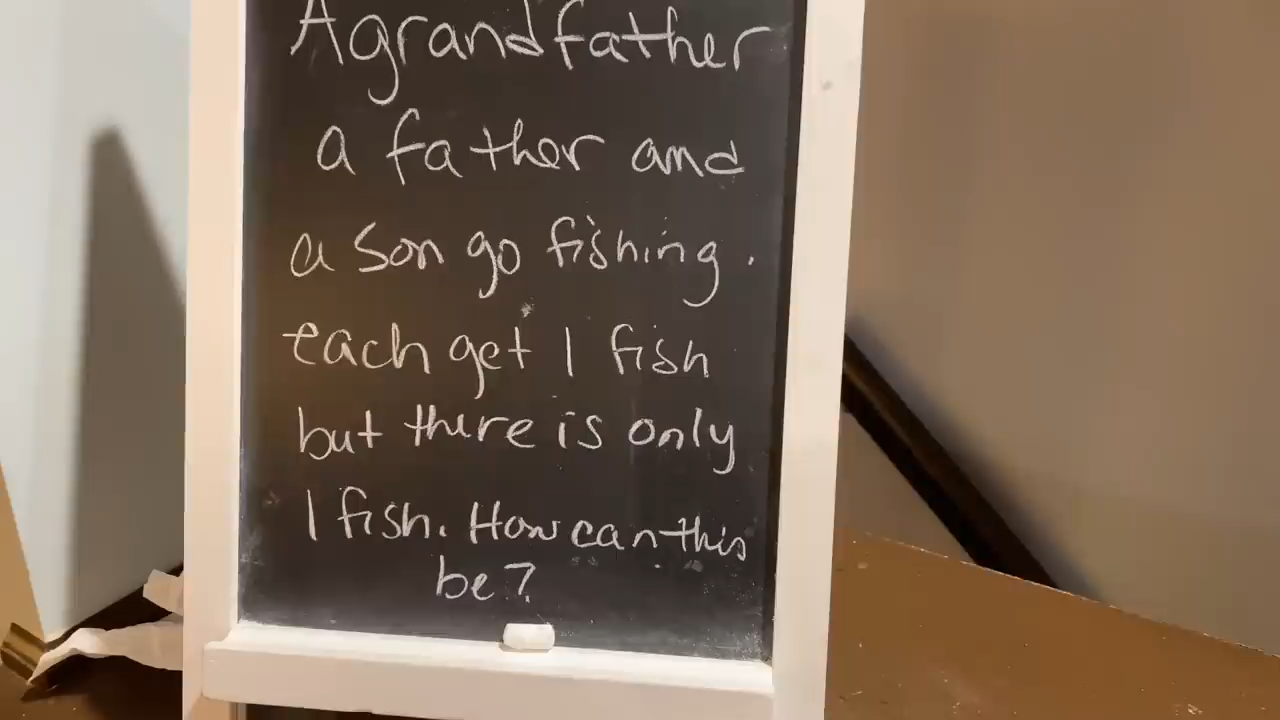 A grandfather
a father and
a son go fishing.
each get 1 fish
but there is only
1 fish. How can this
be?